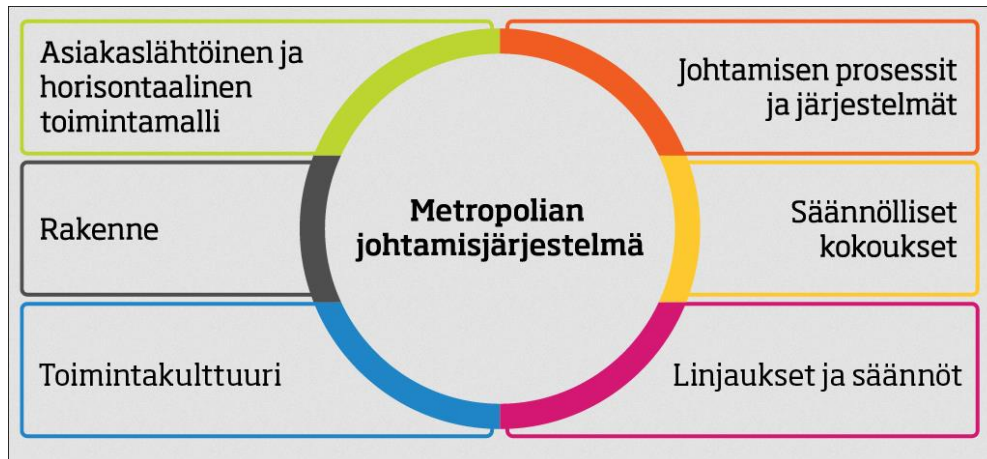 Asiakaslähtöinen ja
horisontaalinen
toimintamalli
Rakenne
Toimintakulttuuri
Metropolian
johtamisjärjestelmä
Johtamisen prosessit
ja järjestelmät
Säännölliset
kokoukset
Linjaukset ja säännöt